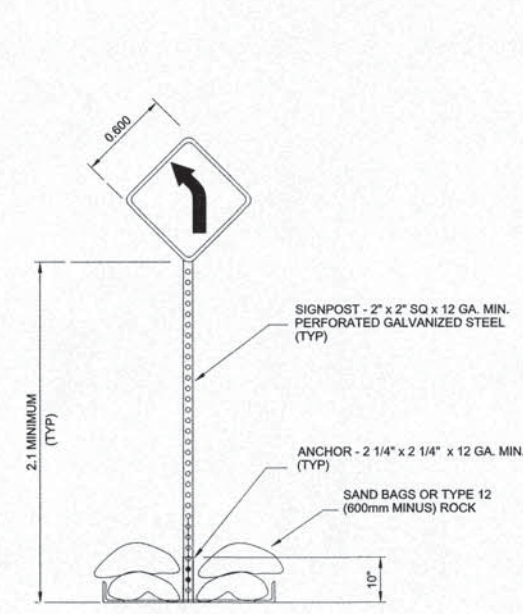 0.600
SIGNPOST - 2" x 2" SQ x 12 GA. MIN.
PERFORATED GALVANIZED STEEL
(TYP)
2.1 MINIMUM
(TYP)
ANCHOR - 2 1/4" x 2 1/4" x 12 GA. MIN.
(TYP)
SAND BAGS OR TYPE 12
(600mm MINUS) ROCK
10"